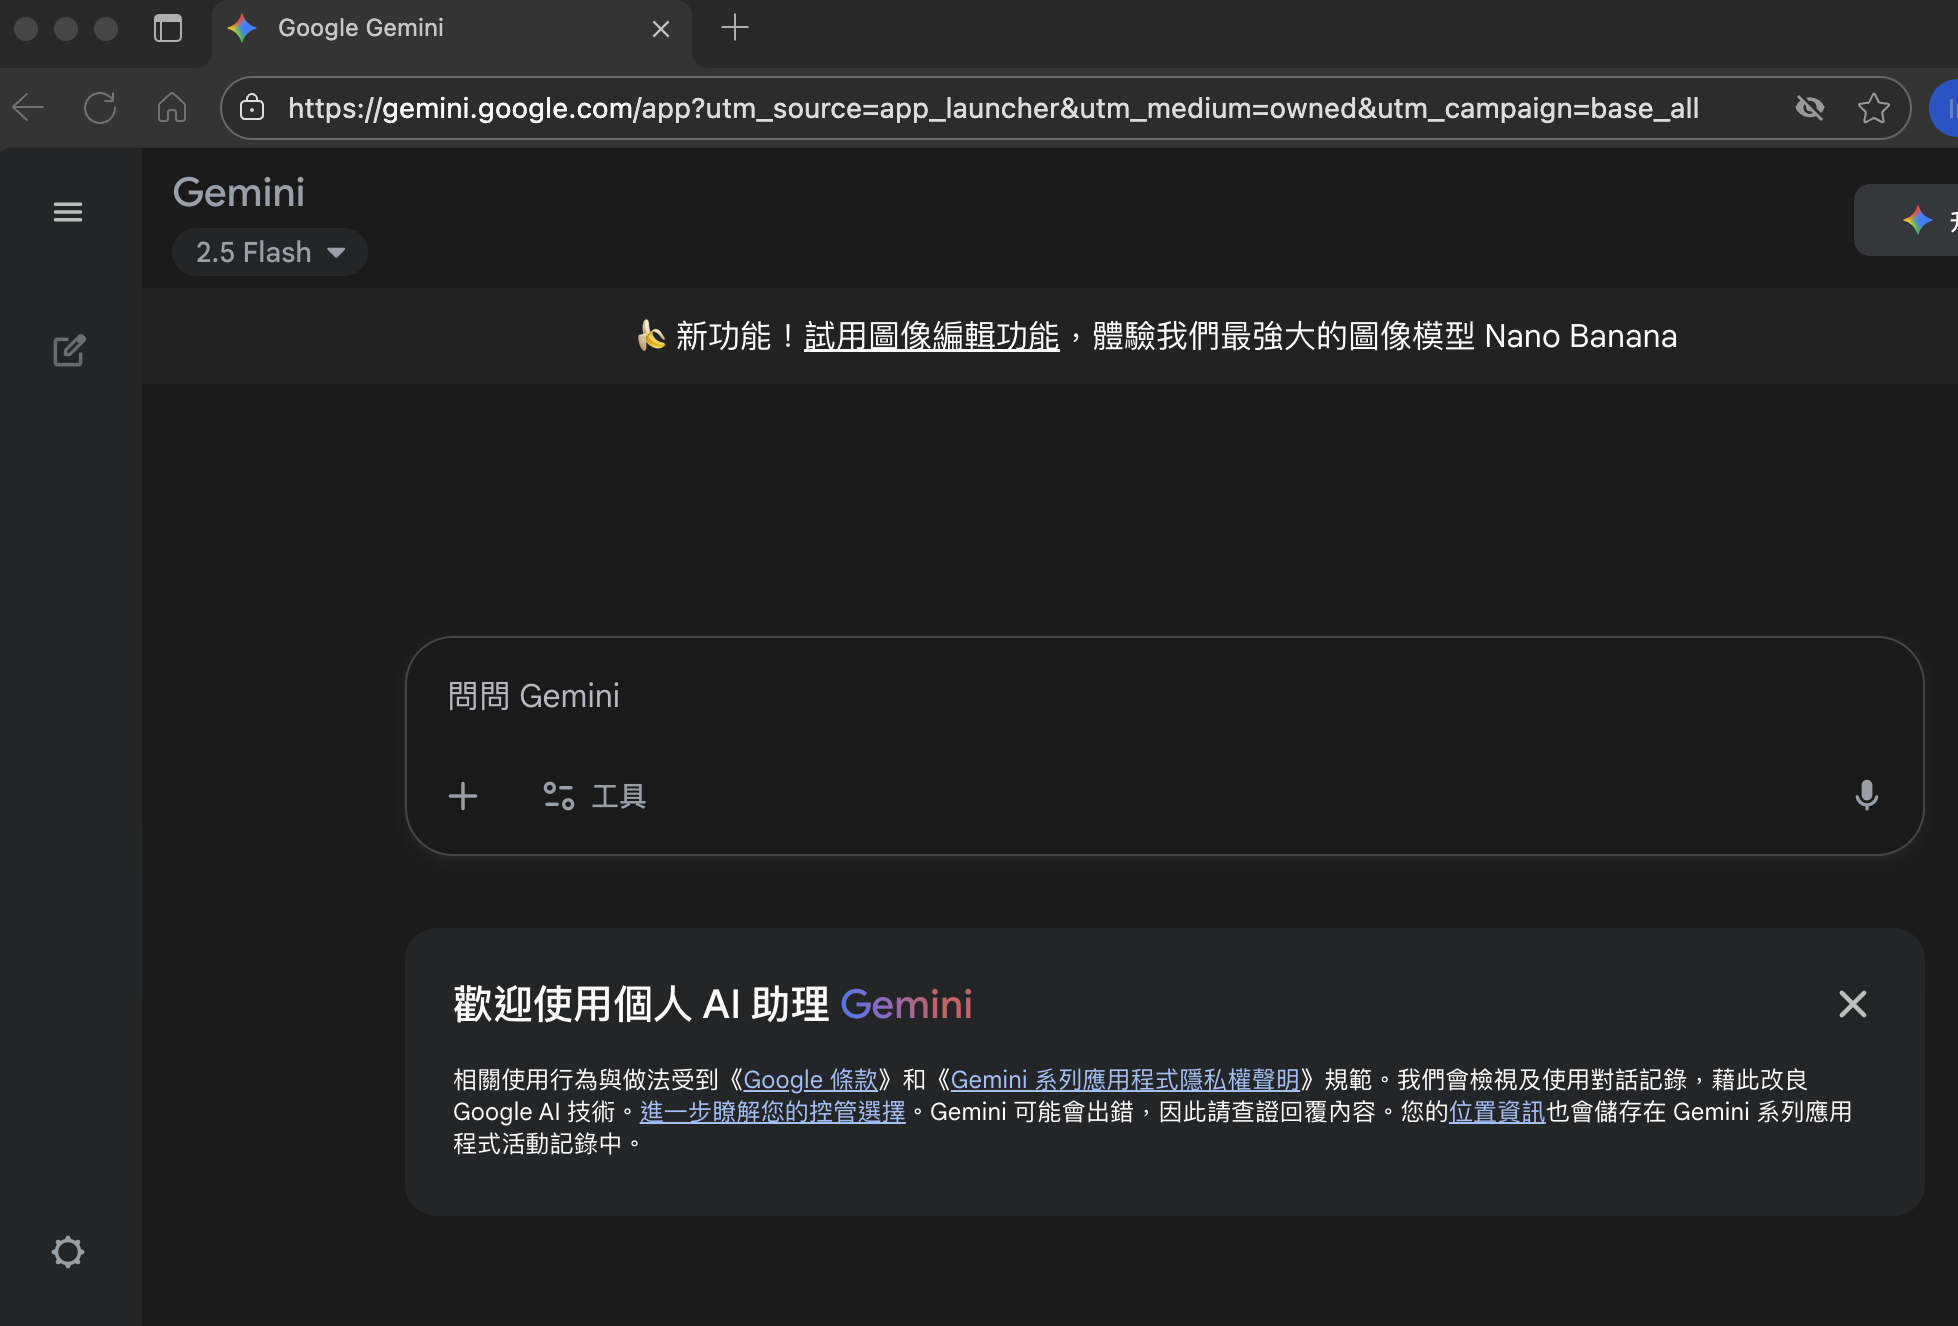 Google Gemini
https://gemini.google.com/app?utm_source=app_launcher&utm_medium=owned&utm_campaign=base_all
Gemini
2.5 Flash
新功能！試用圖像編輯功能，體驗我們最強大的圖像模型 Nano Banana
問問 Gemini
工具
歡迎使用個人 AI 助理 Gemini
相關使用行為與做法受到《Google 條款》和《Gemini 系列應用程式隱私權聲明》規範。我們會檢視及使用對話記錄，藉此改良
Google AI 技術。進一步瞭解您的控管選擇。Gemini 可能會出錯，因此請查證回覆內容。您的位置資訊也會儲存在 Gemini 系列應用
程式活動記錄中。